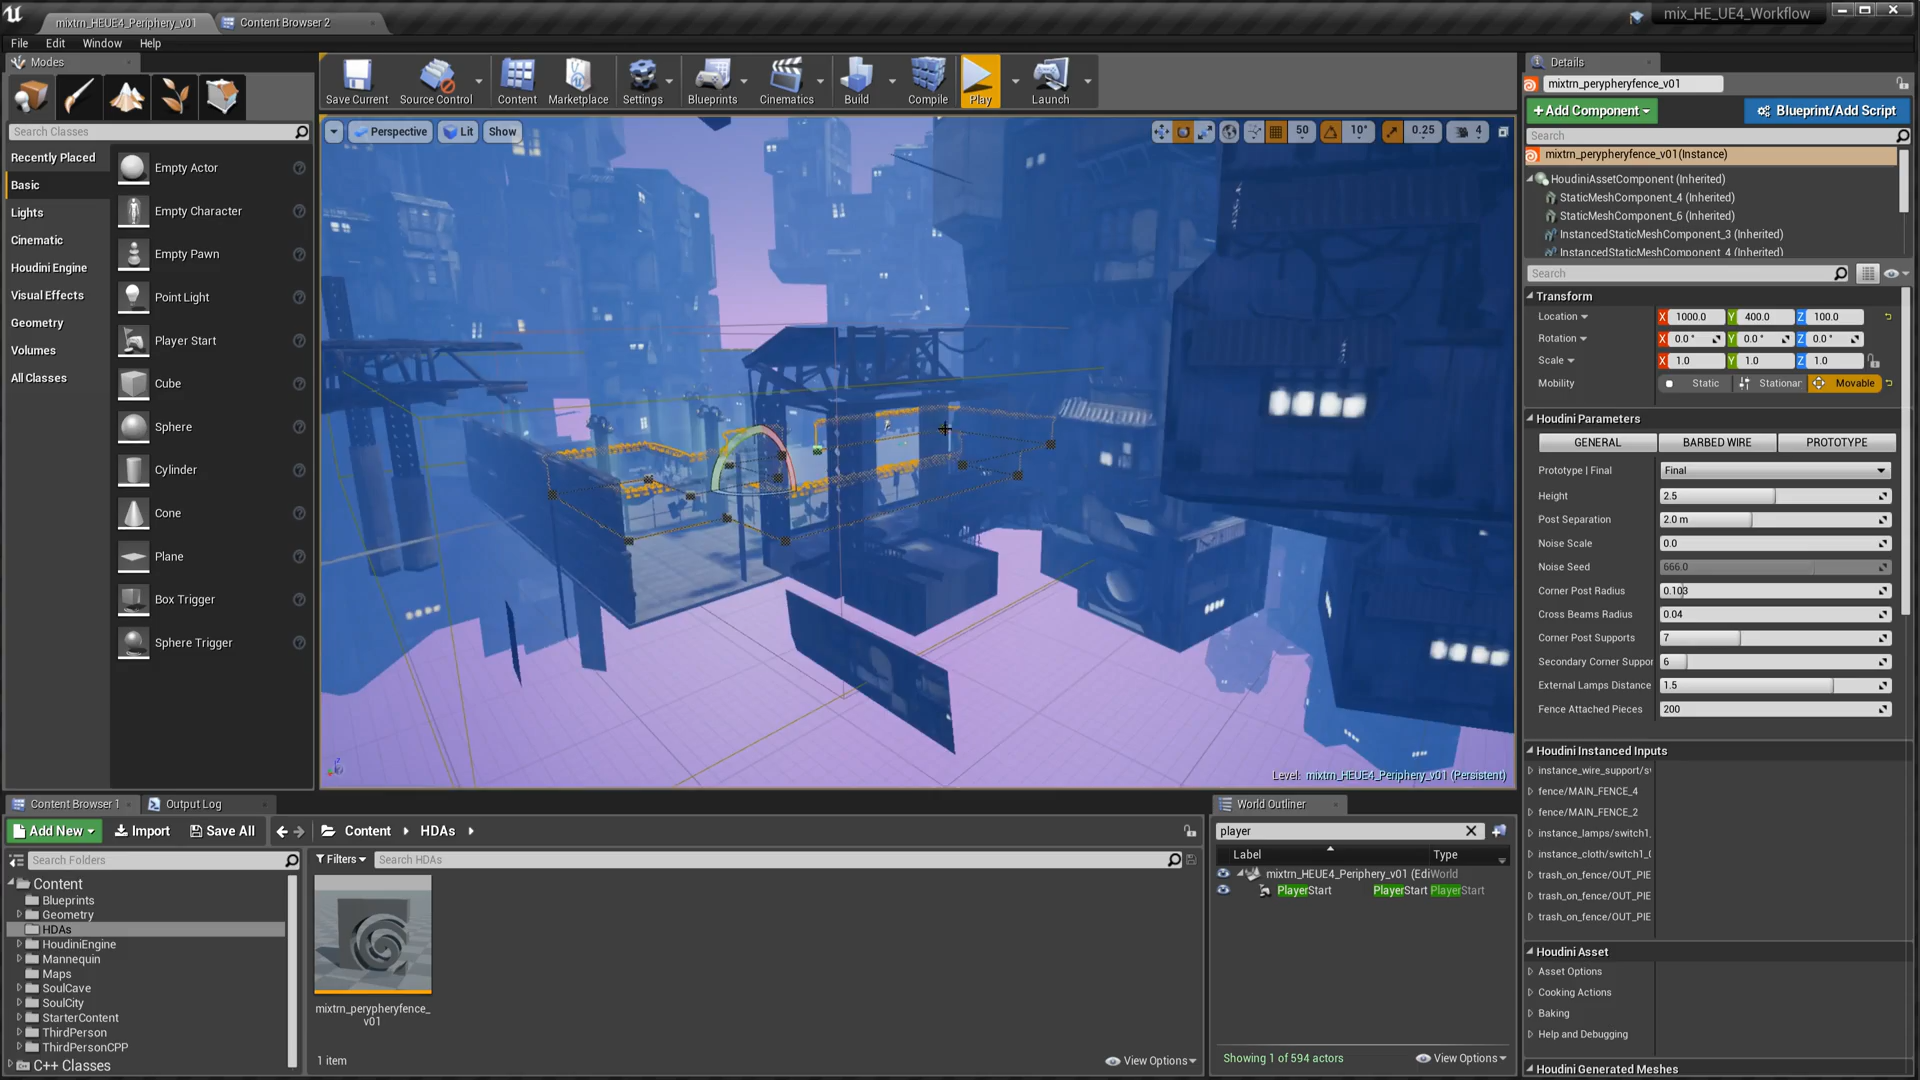 mixtrn_HEUE4_Periphery_v01
Content Browser 2
mix_HE_UE4_Workflow
File
Edit
Window
Help
Modes
Save Current
Source Control
Content
Marketplace
Settings
Blueprints
Cinematics
Build
Compile
Play
Launch
Search Classes
Recently Placed
Basic
Lights
Cinematic
Houdini Engine
Visual Effects
Geometry
Volumes
All Classes
Empty Actor
Empty Character
Empty Pawn
Point Light
Player Start
Cube
Sphere
Cylinder
Cone
Plane
Box Trigger
Sphere Trigger
Perspective
Lit
Show
50
10°
0.25
4
Level: mixtrn_HEUE4_Periphery_v01 (Persistent)
Details
mixtrn_perypheryfence_v01
+Add Component
Blueprint/Add Script
Search
mixtrn_perypheryfence_v01(Instance)
HoudiniAssetComponent (Inherited)
StaticMeshComponent_4 (Inherited)
StaticMeshComponent_6 (Inherited)
InstancedStaticMeshComponent_3 (Inherited)
InstancedStaticMeshComponent_4 (Inherited)
Search
Transform
Location X 1000.0 Y 400.0 Z 100.0
Rotation X 0.0 ° Y 0.0 ° Z 0.0 °
Scale X 1.0 Y 1.0 Z 1.0
Mobility Static Stationar Movable
Houdini Parameters
GENERAL BARBED WIRE PROTOTYPE
Prototype | Final Final
Height 2.5
Post Separation 2.0 m
Noise Scale 0.0
Noise Seed 666.0
Corner Post Radius 0.103
Cross Beams Radius 0.04
Corner Post Supports 7
Secondary Corner Suppor 6
External Lamps Distance 1.5
Fence Attached Pieces 200
Houdini Instanced Inputs
instance_wire_support/sv
fence/MAIN_FENCE_4
fence/MAIN_FENCE_2
instance_lamps/switch1_
instance_cloth/switch1_0
trash_on_fence/OUT_PIE
trash_on_fence/OUT_PIE
trash_on_fence/OUT_PIE
Houdini Asset
Asset Options
Cooking Actions
Baking
Help and Debugging
Houdini Generated Meshes
Content Browser 1
Output Log
Add New
Import
Save All
Content
HDAs
Search Folders
Filters
Search HDAs
Content
Blueprints
Geometry
HDAs
HoudiniEngine
Mannequin
Maps
SoulCave
SoulCity
StarterContent
ThirdPerson
ThirdPersonCPP
C++ Classes
mixtrn_perypheryfence_
v01
1 item
View Options
World Outliner
player
Label
Type
mixtrn_HEUE4_Periphery_v01 (Edi World
PlayerStart PlayerStart PlayerStart
Showing 1 of 594 actors
View Options